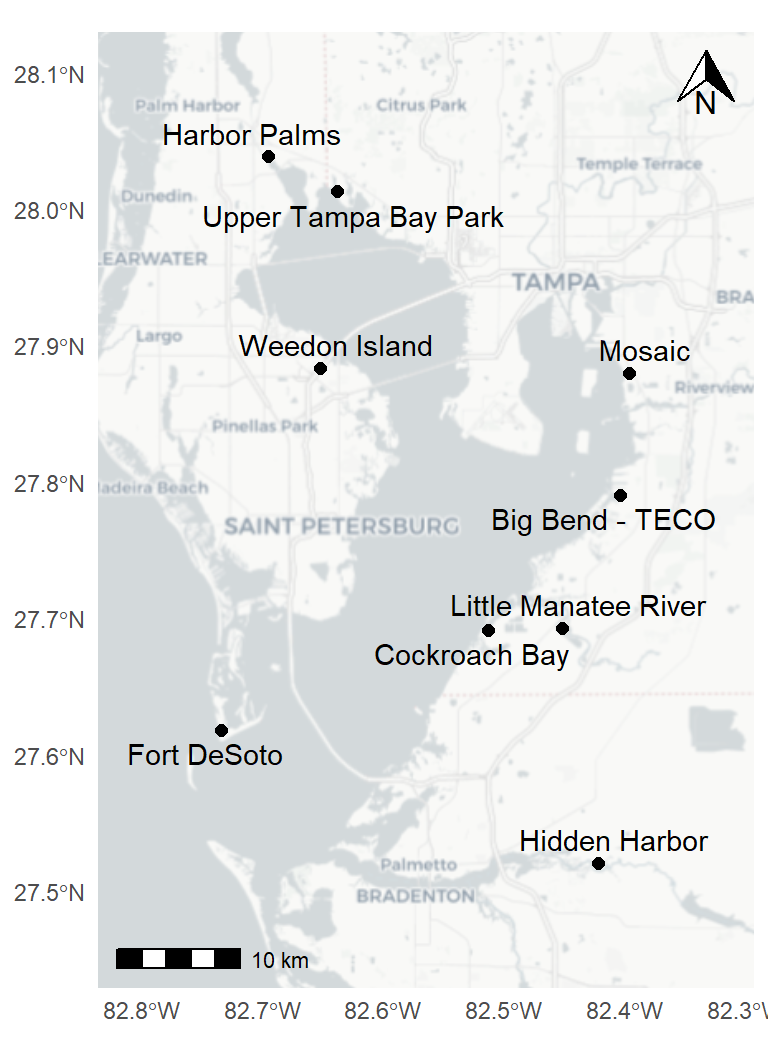 28.1°N
N
Palm Harbor
Citrus Park
Harbor Palms
Temple Terrace
Dunedin
28.0°N
Upper Tampa Bay Park
LEARWATER
TAMPA
BRA
Largo
27.9°N
Weedon Island
Mosaic
Riverview
Pinellas Park
27.8°N
ladeira Beach
SAINT PETERSBURG
Big Bend - TECO
Little Manatee River
27.7°N
Cockroach Bay
27.6°N
Fort DeSoto
Hidden Harbor
Palmetto
27.5°N
BRADENTON
10 km
82.8°W 82.7°W 82.6°W 82.5°W 82.4°W 82.3°W